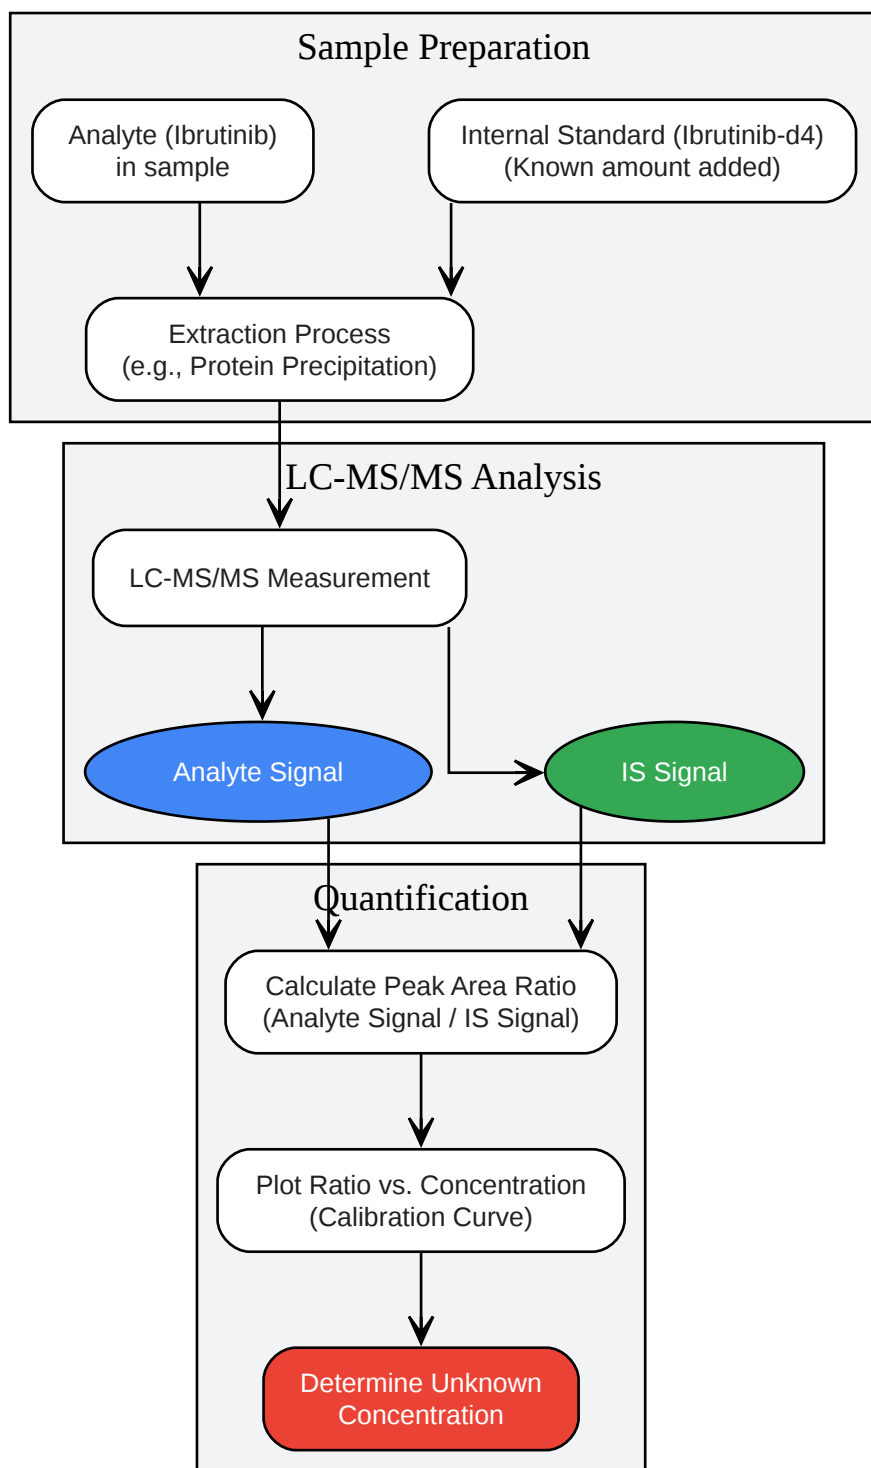 Sample Preparation
Analyte (Ibrutinib)
in sample
Internal Standard (Ibrutinib-d4)
(Known amount added)
Extraction Process
(e.g., Protein Precipitation)
LC-MS/MS Analysis
LC-MS/MS Measurement
Analyte Signal
IS Signal
Quantification
Calculate Peak Area Ratio
(Analyte Signal / IS Signal)
Plot Ratio vs. Concentration
(Calibration Curve)
Determine Unknown
Concentration